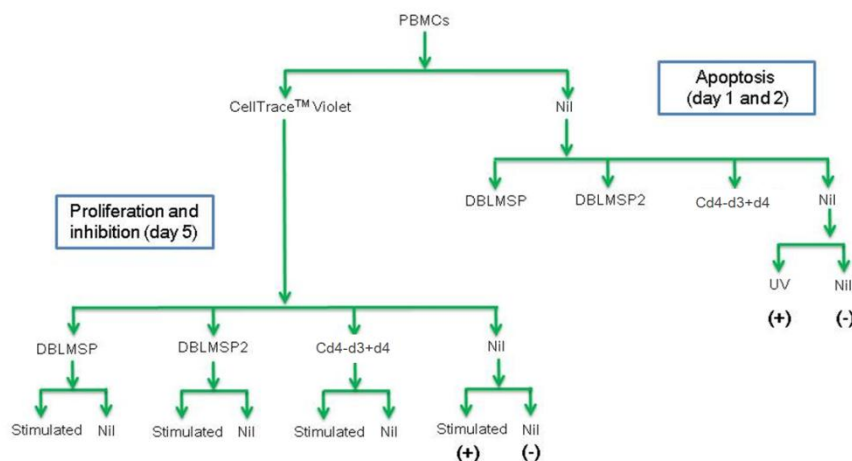 PBMCs
Apoptosis
(day 1 and 2)
CellTrace™ Violet
Nil
DBLMSP
DBLMSP2
Cd4-d3+d4
Nil
Proliferation and
inhibition (day 5)
UV
Nil
(+)
(-)
DBLMSP
DBLMSP2
Cd4-d3+d4
Nil
Stimulated
Nil
Stimulated
Nil
Stimulated
Nil
Stimulated
Nil
(+)
(-)